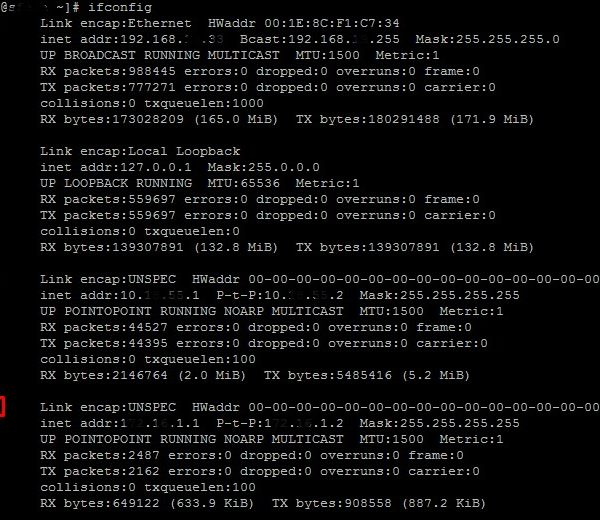 ~]# ifconfig
Link encap:Ethernet HWaddr 00:1E:8C:F1:C7:34
inet addr:192.168. .33 Bcast:192.168. .255 Mask:255.255.255.0
UP BROADCAST RUNNING MULTICAST MTU:1500 Metric:1
RX packets:988445 errors:0 dropped:0 overruns:0 frame:0
TX packets:777271 errors:0 dropped:0 overruns:0 carrier:0
collisions:0 txqueuelen:1000
RX bytes:173028209 (165.0 MiB) TX bytes:180291488 (171.9 MiB)
Link encap:Local Loopback
inet addr:127.0.0.1 Mask:255.0.0.0
UP LOOPBACK RUNNING MTU:65536 Metric:1
RX packets:559697 errors:0 dropped:0 overruns:0 frame:0
TX packets:559697 errors:0 dropped:0 overruns:0 carrier:0
collisions:0 txqueuelen:0
RX bytes:139307891 (132.8 MiB) TX bytes:139307891 (132.8 MiB)
Link encap:UNSPEC HWaddr 00-00-00-00-00-00-00-00-00-00-00-00-00-00-00-00
inet addr:10. .1 P-t-P:10. .2 Mask:255.255.255.255
UP POINTOPOINT RUNNING NOARP MULTICAST MTU:1500 Metric:1
RX packets:44527 errors:0 dropped:0 overruns:0 frame:0
TX packets:44395 errors:0 dropped:0 overruns:0 carrier:0
collisions:0 txqueuelen:100
RX bytes:2146764 (2.0 MiB) TX bytes:5485416 (5.2 MiB)
Link encap:UNSPEC HWaddr 00-00-00-00-00-00-00-00-00-00-00-00-00-00-00-00
inet addr:1 .1.1 P-t-P:1 .1.2 Mask:255.255.255.255
UP POINTOPOINT RUNNING NOARP MULTICAST MTU:1500 Metric:1
RX packets:2487 errors:0 dropped:0 overruns:0 frame:0
TX packets:2162 errors:0 dropped:0 overruns:0 carrier:0
collisions:0 txqueuelen:100
RX bytes:649122 (633.9 KiB) TX bytes:908558 (887.2 KiB)